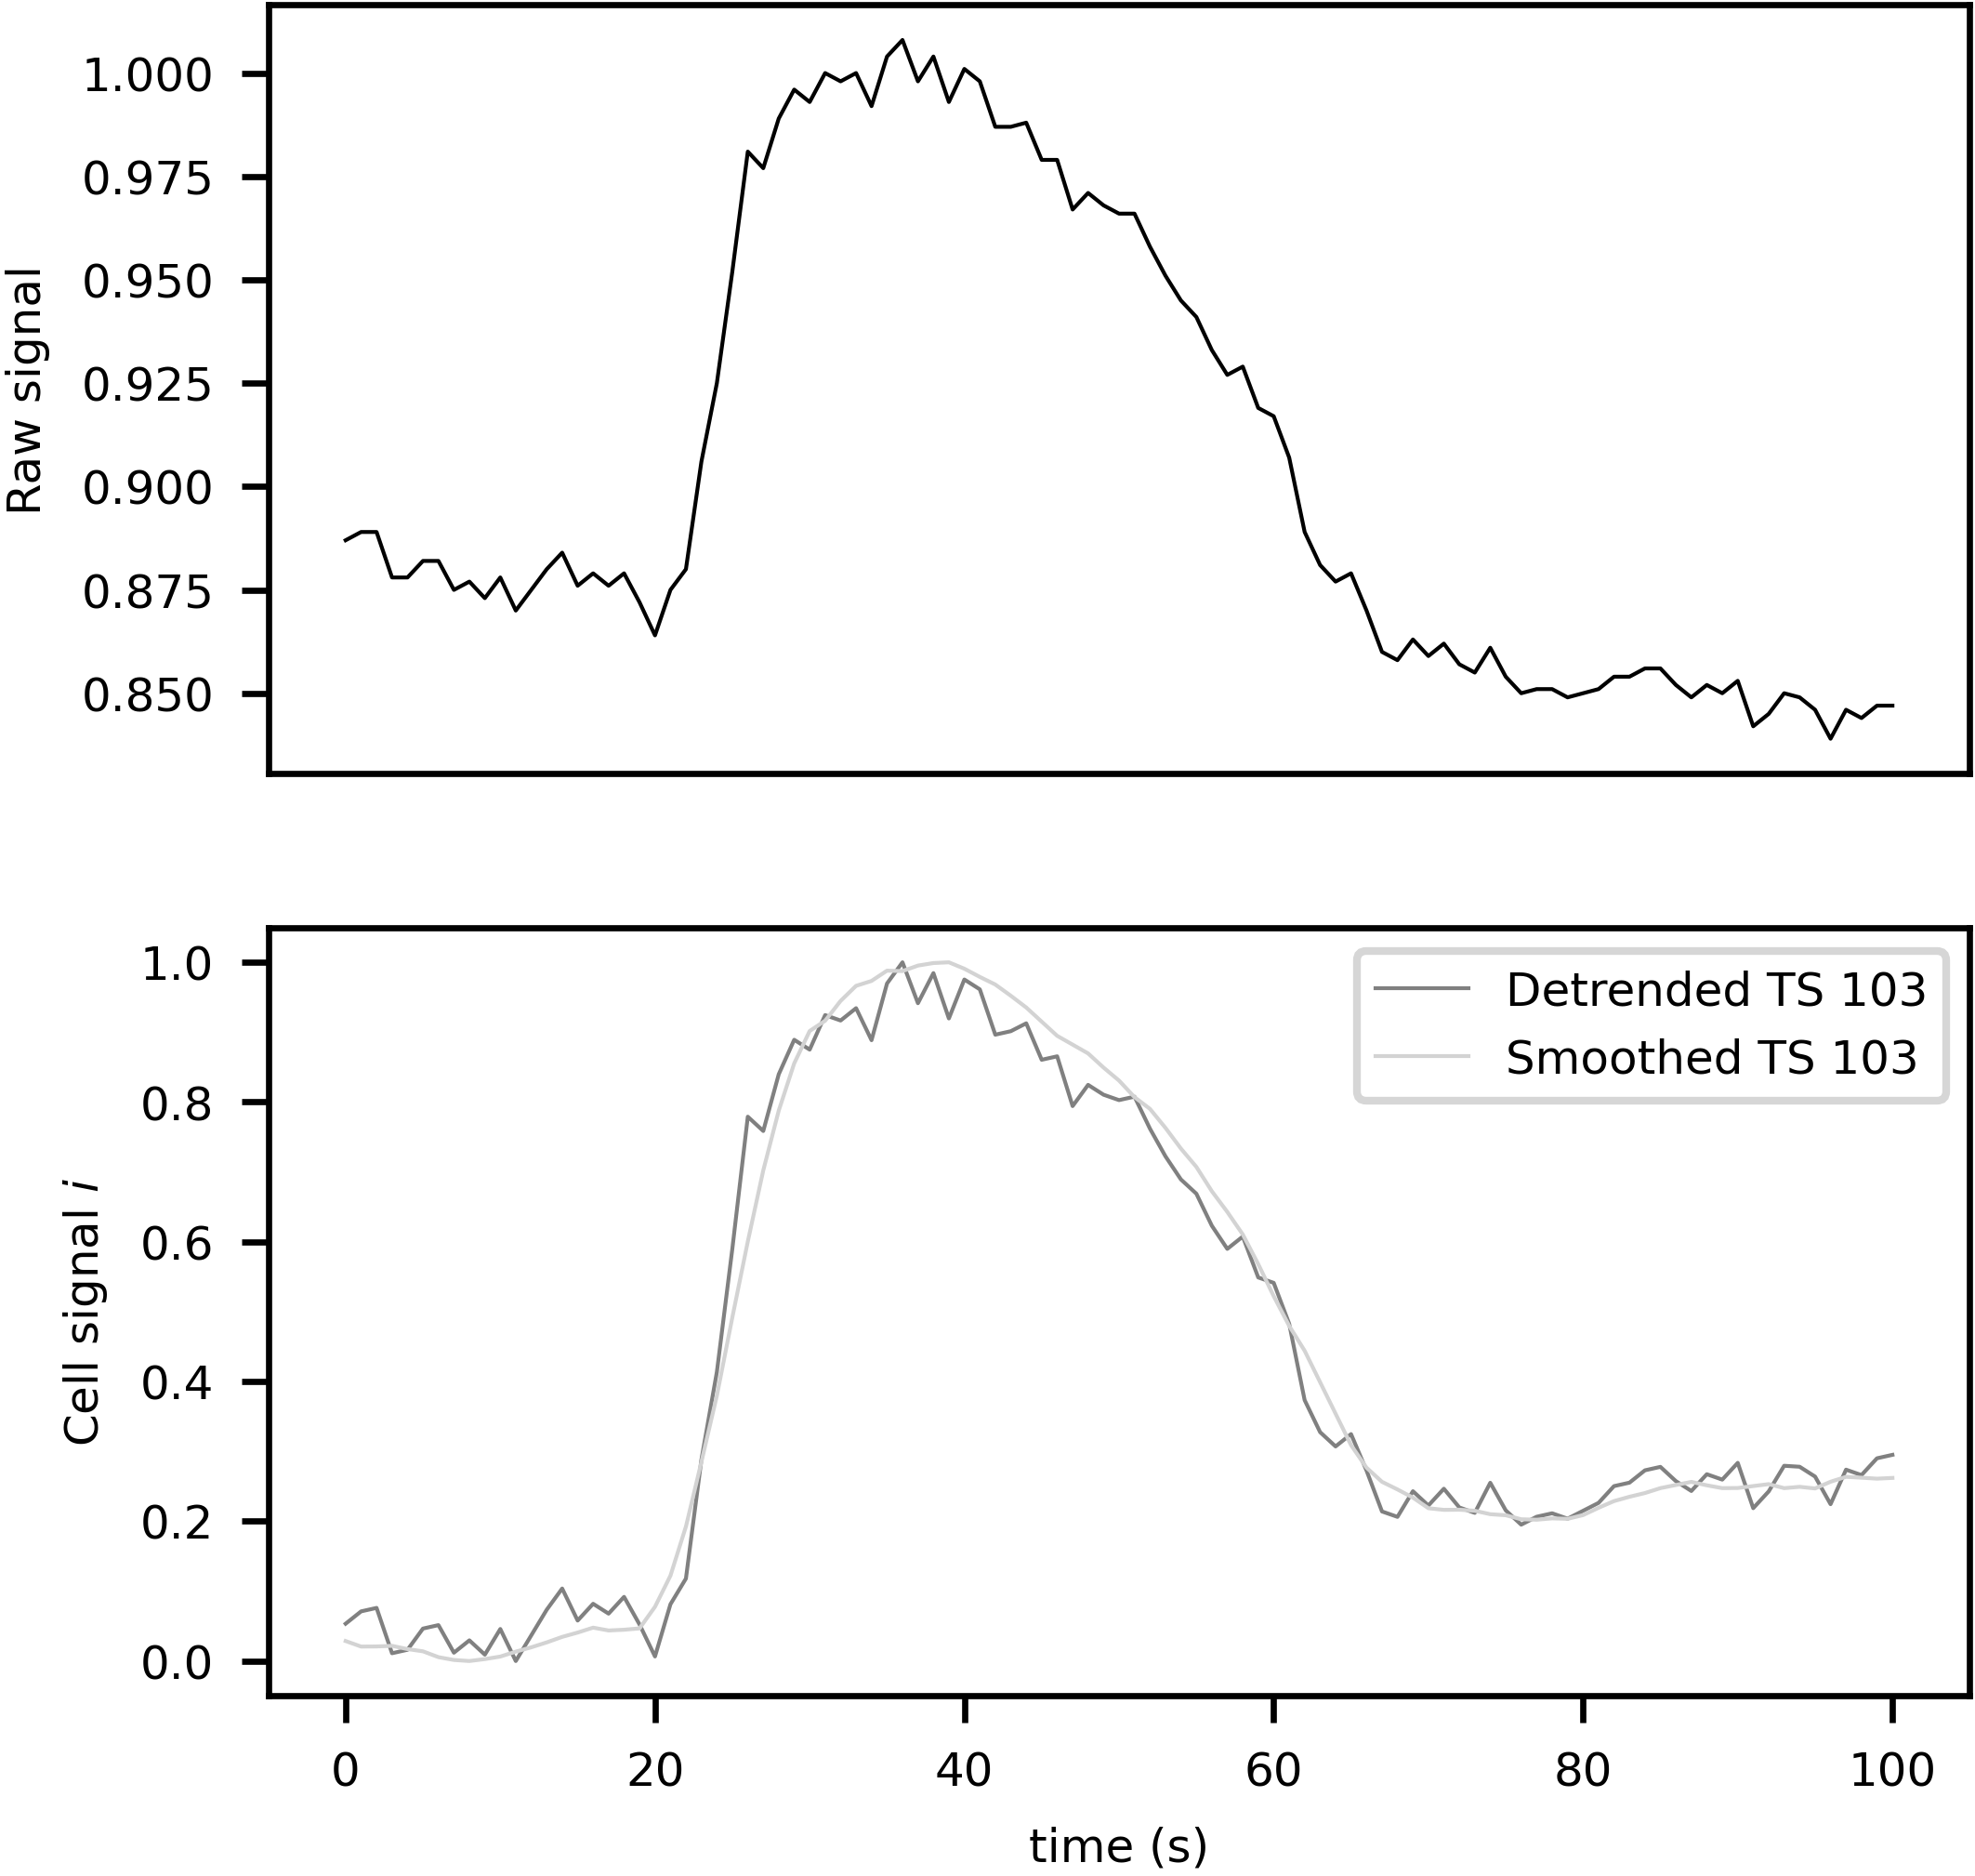 Raw signal
1.000
0.975
0.950
0.925
0.900
0.875
0.850
Cell signal i
1.0
0.8
0.6
0.4
0.2
0.0
Detrended TS 103
Smoothed TS 103
0 20 40 60 80 100
time (s)